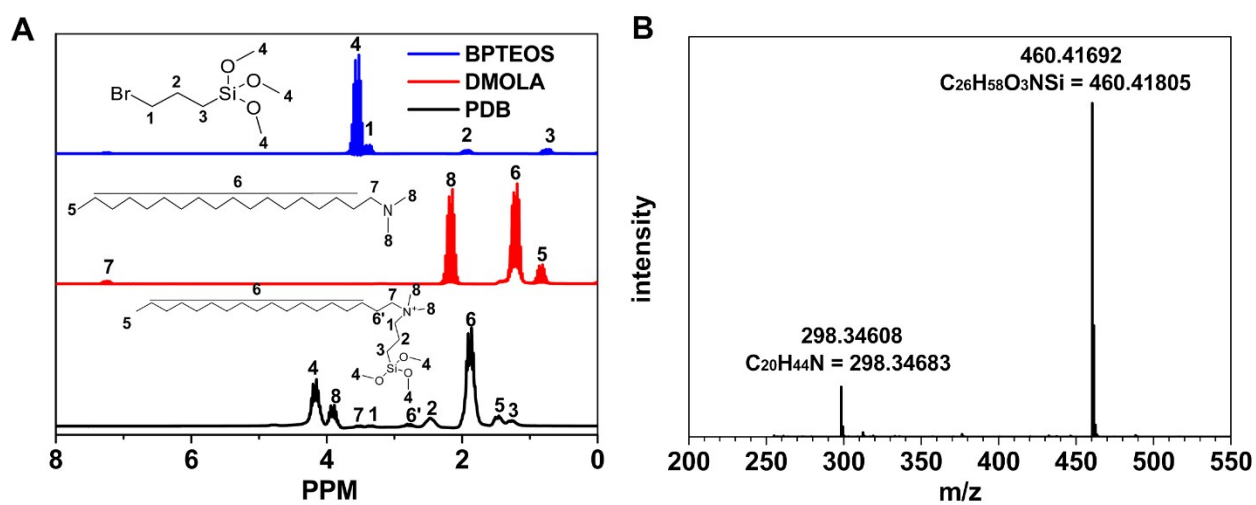 A
BPTEOS
DMOLA
PDB
4
1
2
3
Br
1
2
3
Si
O
4
O
4
O
4
8
6
5
7
6
5
7
N
8
8
6
5
7
6'
N+
8
8
1
2
3
Si
O
4
O
4
O
4
4
8
7
1
6'
2
6
5
3
8
6
4
2
0
PPM
B
460.41692
C26H58O3NSi = 460.41805
298.34608
C20H44N = 298.34683
intensity
200
250
300
350
400
450
500
550
m/z